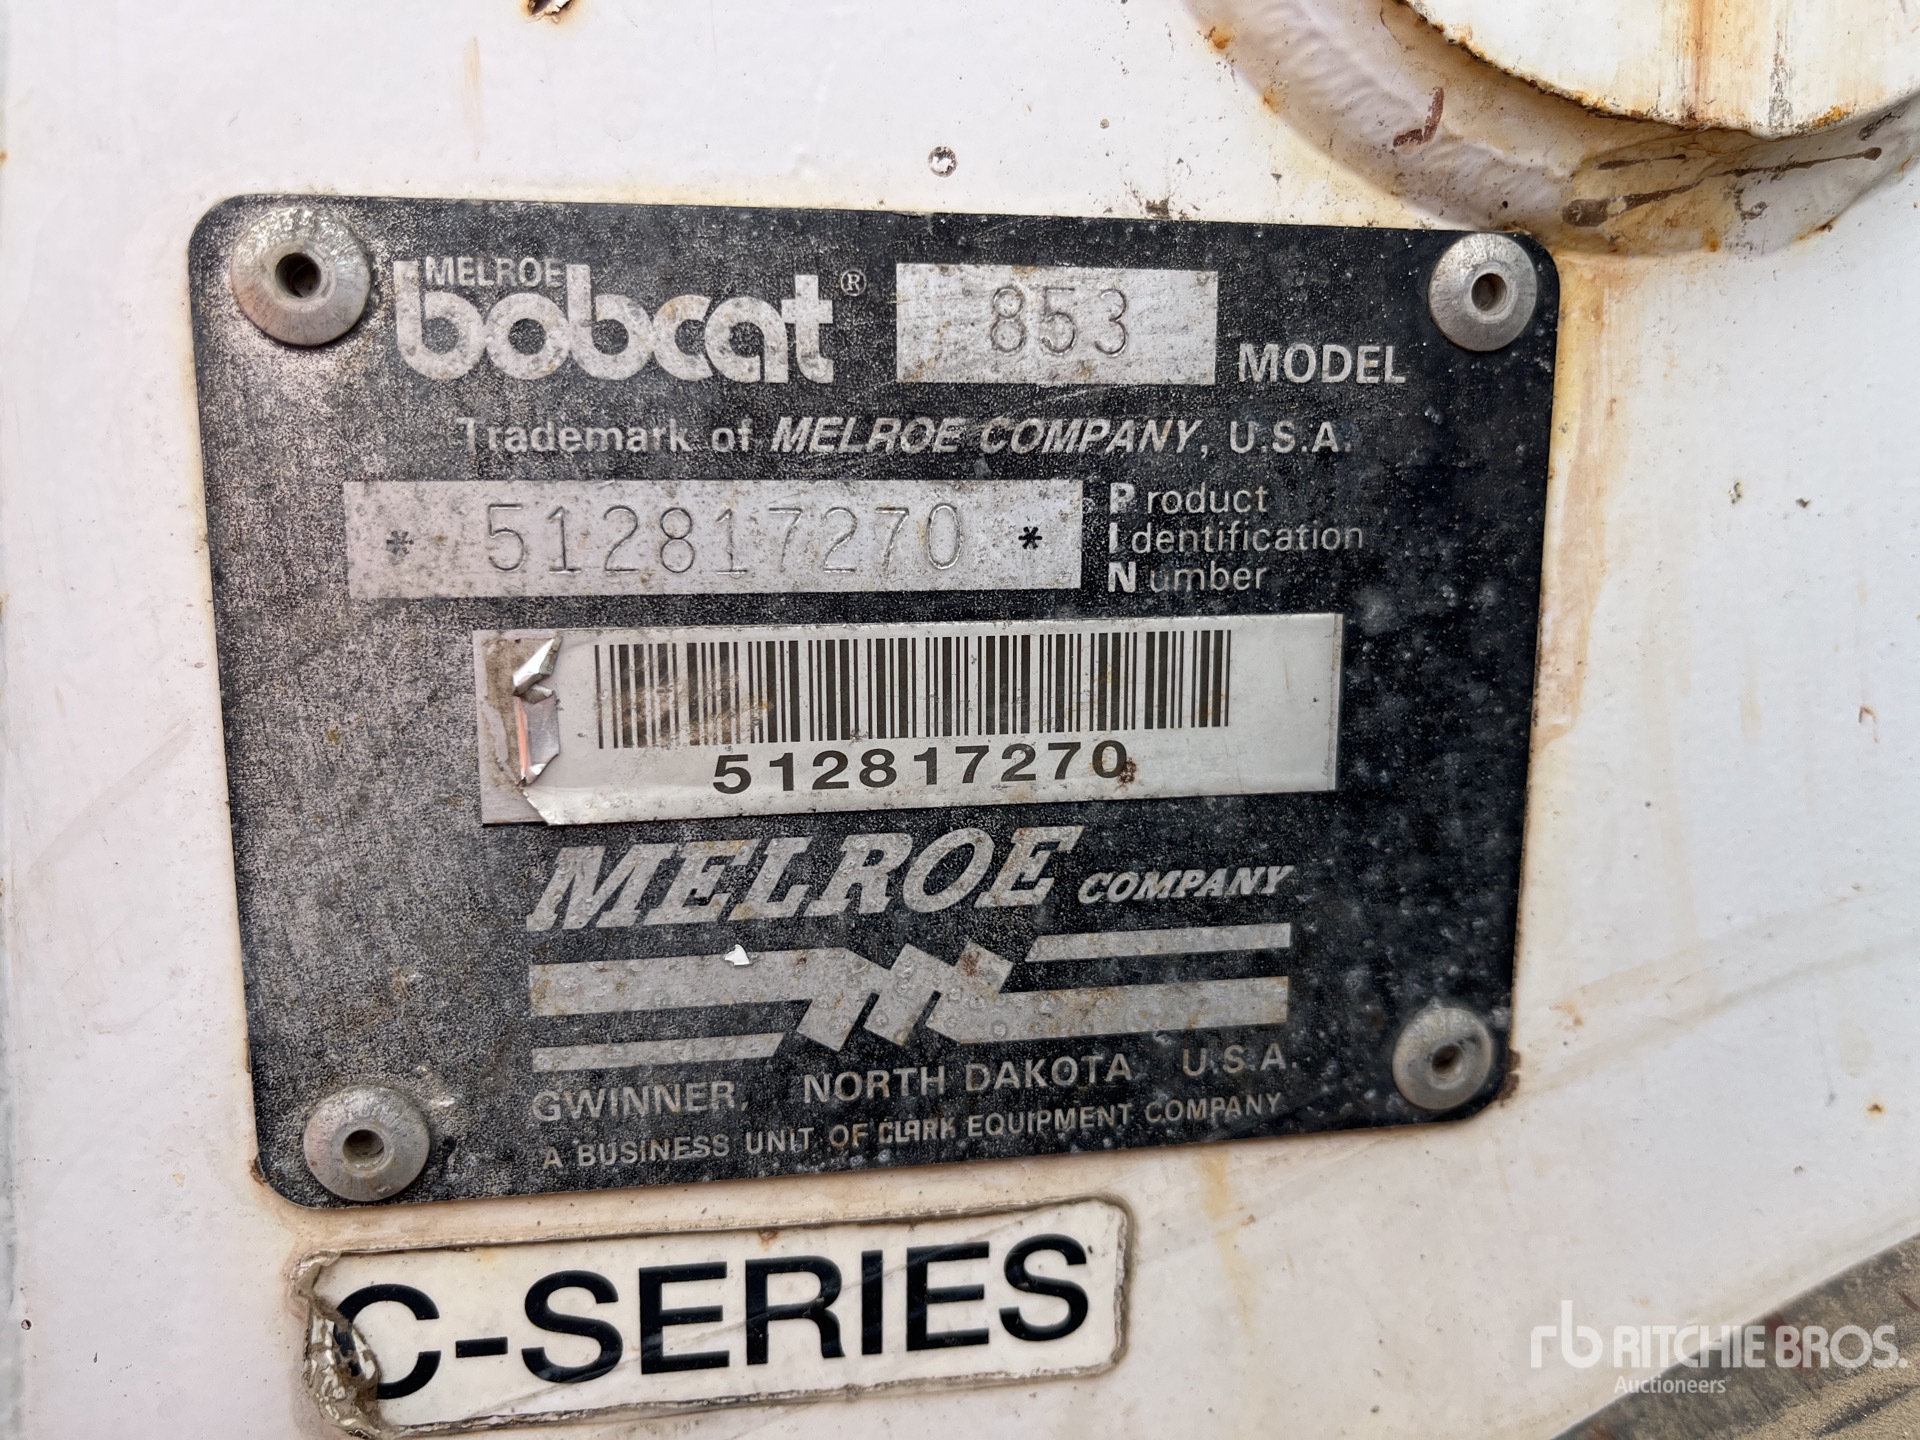 MELROE
bobcat® 853 MODEL
Trademark of MELROE COMPANY, U.S.A.
* 512817270 * Product
Identification
Number
512817270
MELROE COMPANY
GWINNER, NORTH DAKOTA U.S.A.
A BUSINESS UNIT OF CLARK EQUIPMENT COMPANY
C-SERIES
rb RITCHIE BROS.
Auctioneers